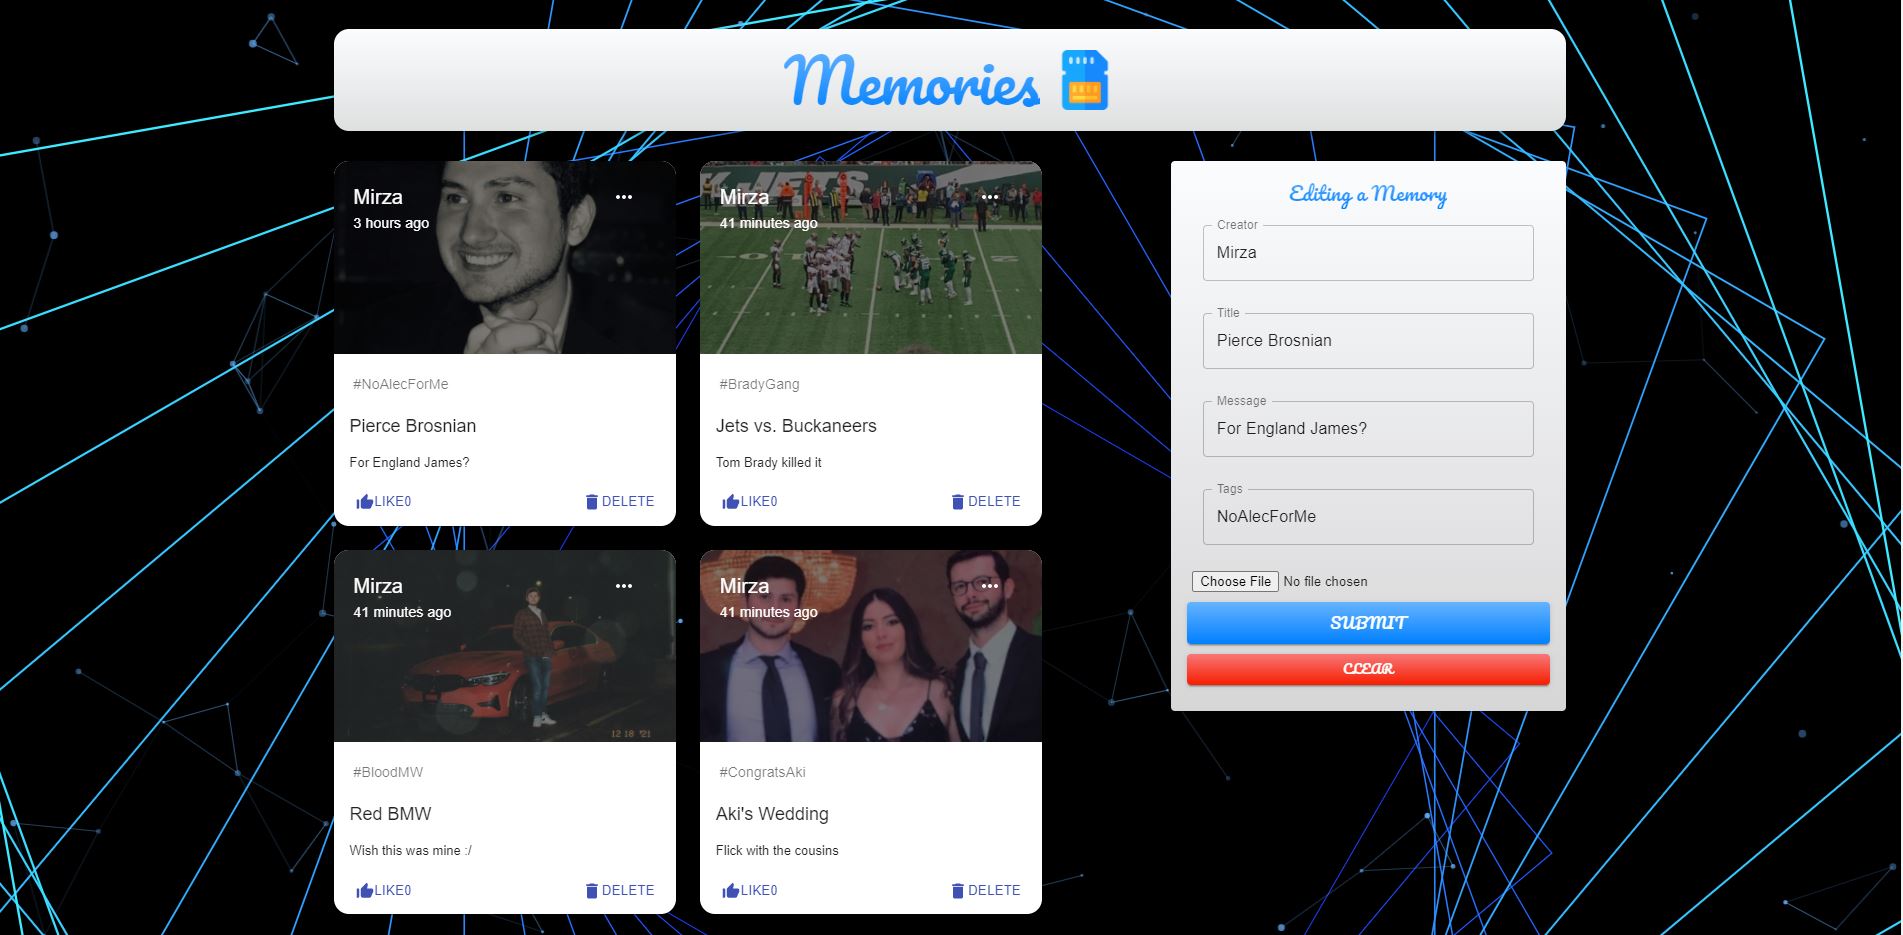 Memories
Mirza
3 hours ago
#NoAlecForMe
Pierce Brosnian
For England James?
LIKE0
DELETE
JETS
Mirza
41 minutes ago
#BradyGang
Jets vs. Buckaneers
Tom Brady killed it
LIKE0
DELETE
Mirza
41 minutes ago
12 18 '21
#BloodMW
Red BMW
Wish this was mine :/
LIKE0
DELETE
Mirza
41 minutes ago
#CongratsAki
Aki's Wedding
Flick with the cousins
LIKE0
DELETE
Editing a Memory
Creator
Mirza
Title
Pierce Brosnian
Message
For England James?
Tags
NoAlecForMe
Choose File No file chosen
SUBMIT
CLEAR